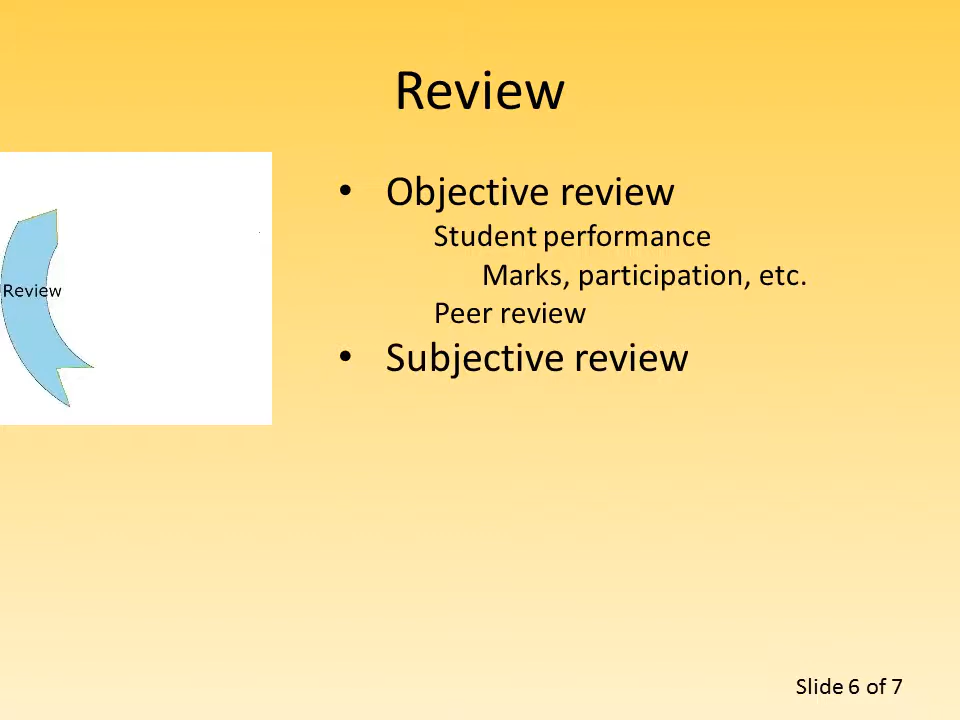 Review
Review
• Objective review
Student performance
Marks, participation, etc.
Peer review
• Subjective review
Slide 6 of 7